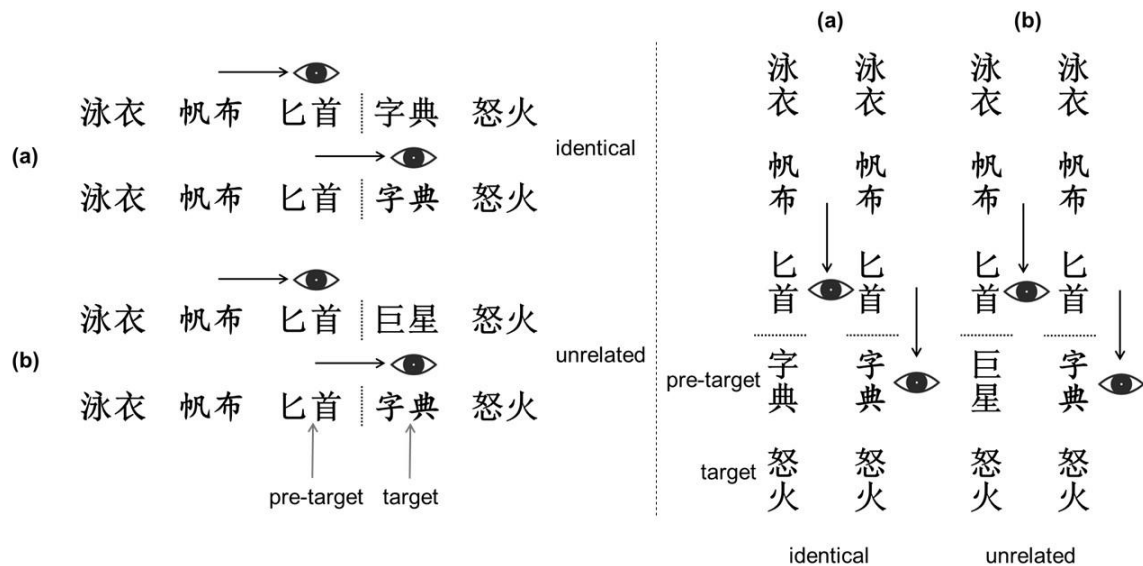 泳衣 帆布 匕首 字典 怒火
identical
(a)
泳衣 帆布 匕首 字典 怒火
泳衣 帆布 匕首 巨星 怒火
unrelated
(b)
泳衣 帆布 匕首 字典 怒火
pre-target target
(a) (b)
泳衣 帆布 匕首 字典 怒火
泳衣 帆布 匕首 字典 怒火
泳衣 帆布 匕首 巨星 怒火
泳衣 帆布 匕首 字典 怒火
pre-target
target
identical unrelated